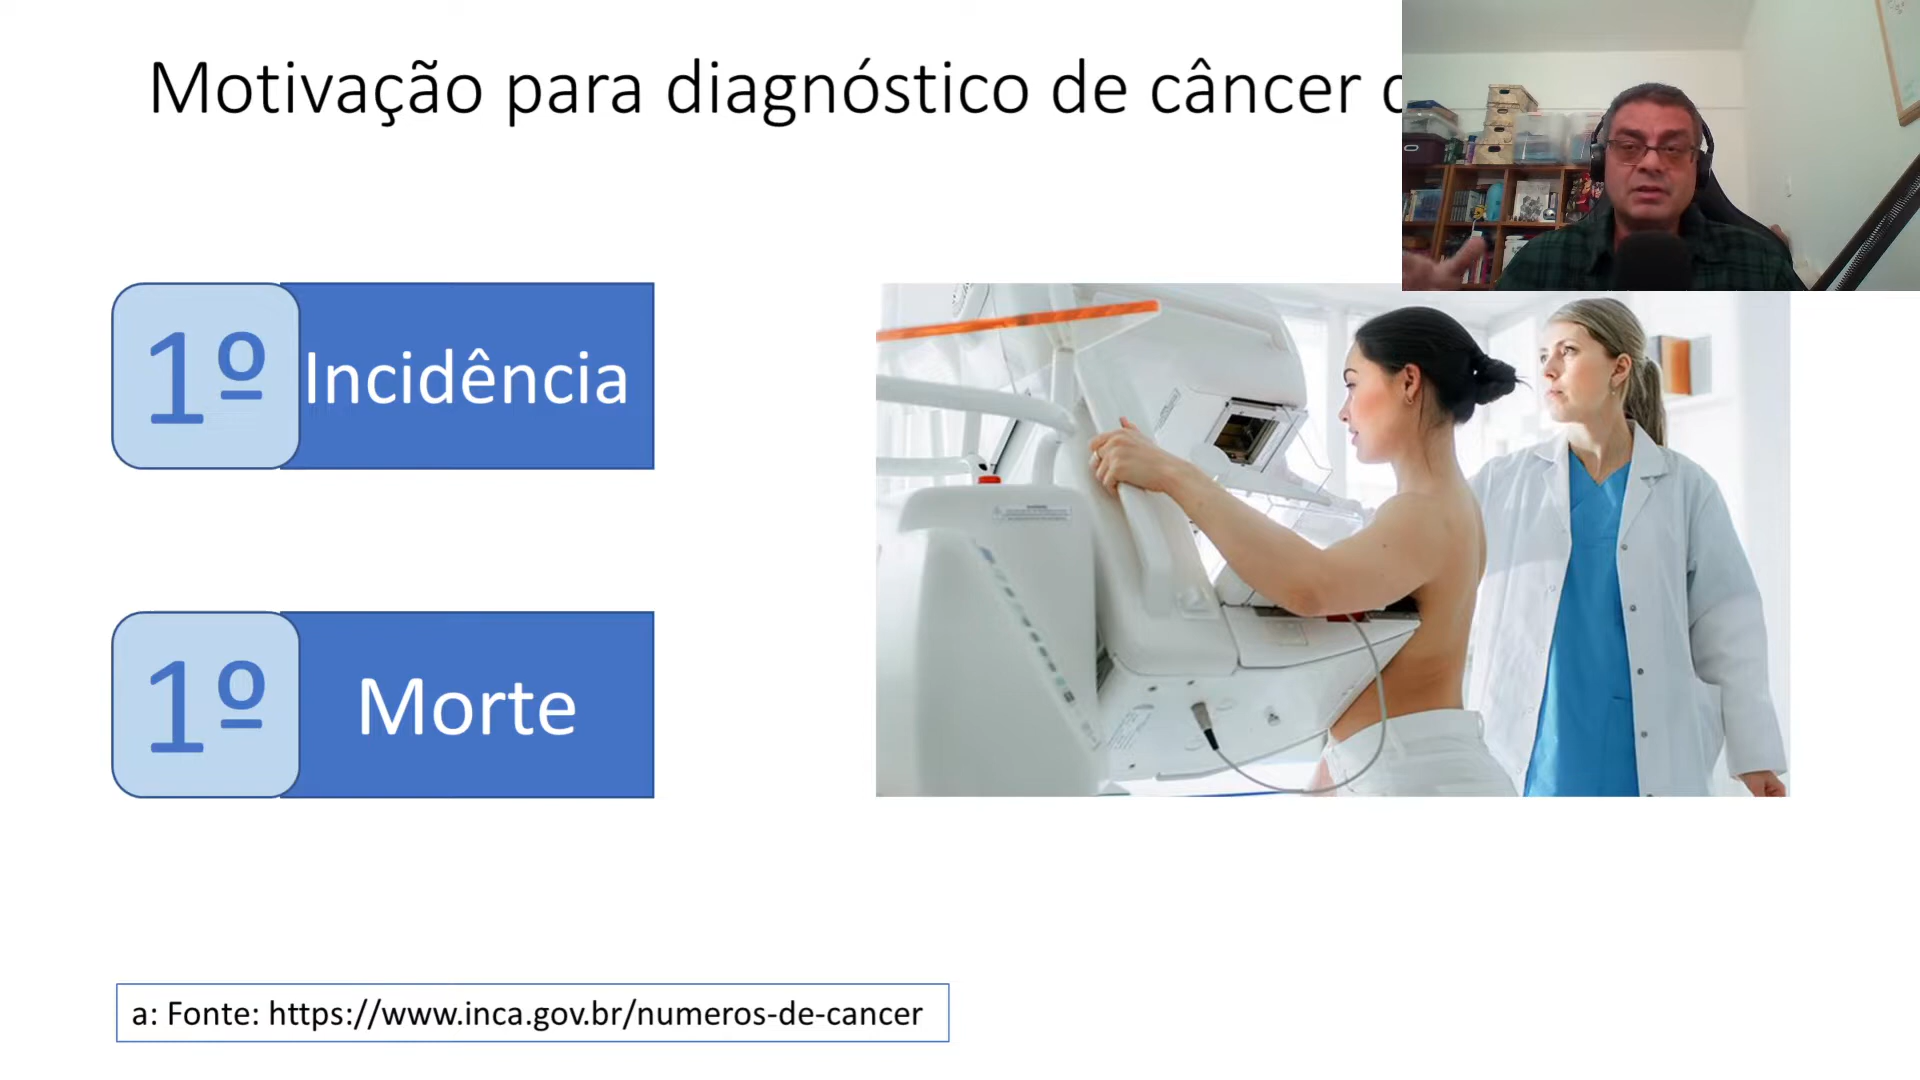 Motivação para diagnóstico de câncer
1º Incidência
1º Morte
a: Fonte: https://www.inca.gov.br/numeros-de-cancer